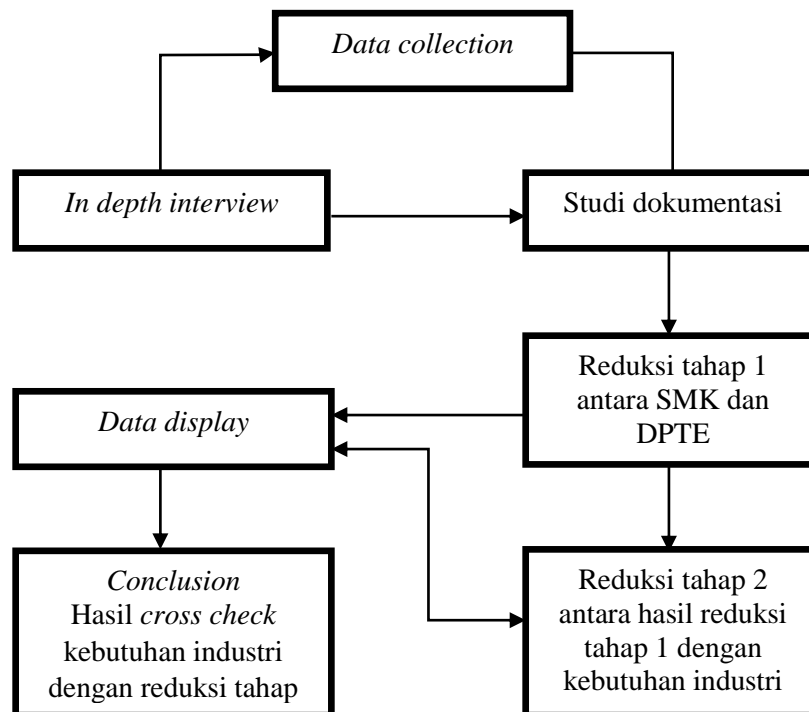 Data collection
In depth interview
Studi dokumentasi
Reduksi tahap 1
antara SMK dan
DPTE
Data display
Conclusion
Hasil cross check
kebutuhan industri
dengan reduksi tahap
Reduksi tahap 2
antara hasil reduksi
tahap 1 dengan
kebutuhan industri